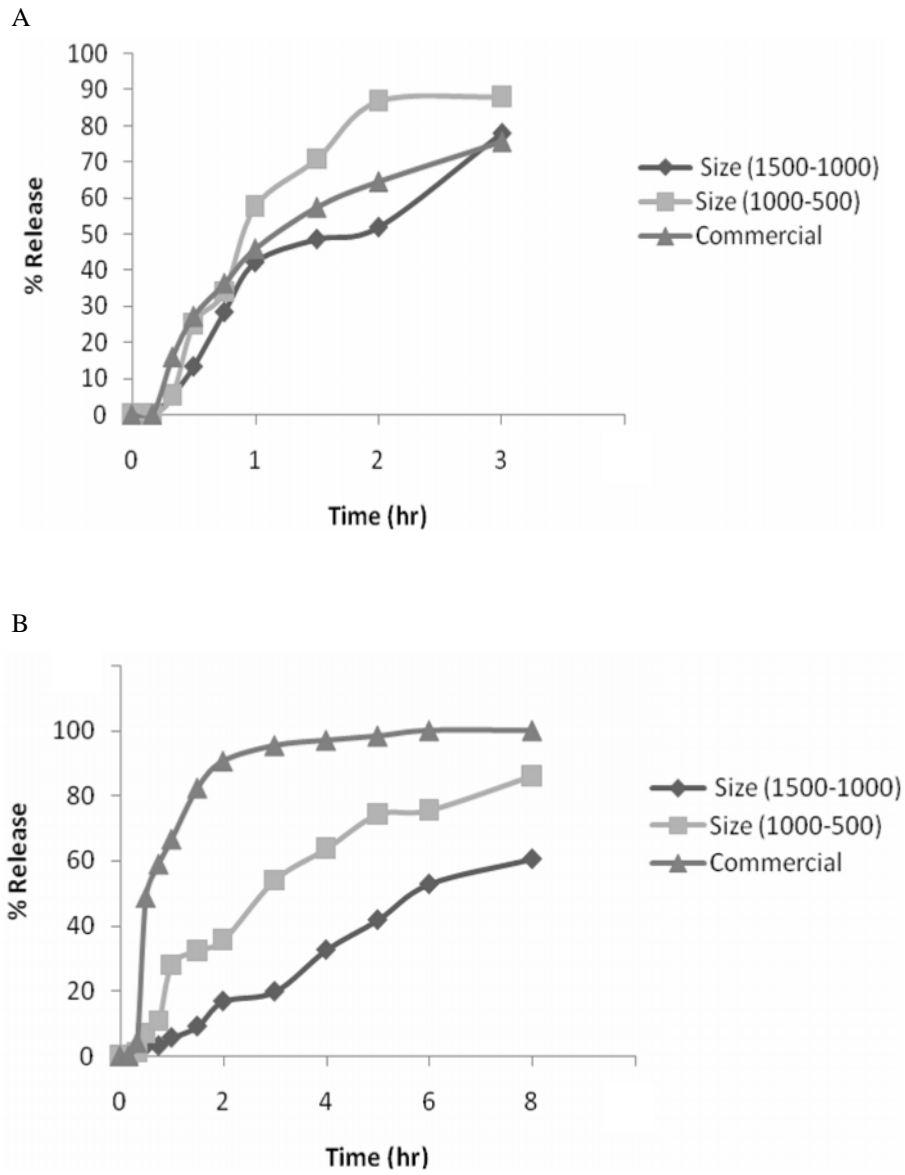 A
100
90
80
70
60
50
40
30
20
10
0
% Release
0 1 2 3
Time (hr)
Size (1500-1000)
Size (1000-500)
Commercial
B
100
80
60
40
20
0
% Release
0 2 4 6 8
Time (hr)
Size (1500-1000)
Size (1000-500)
Commercial